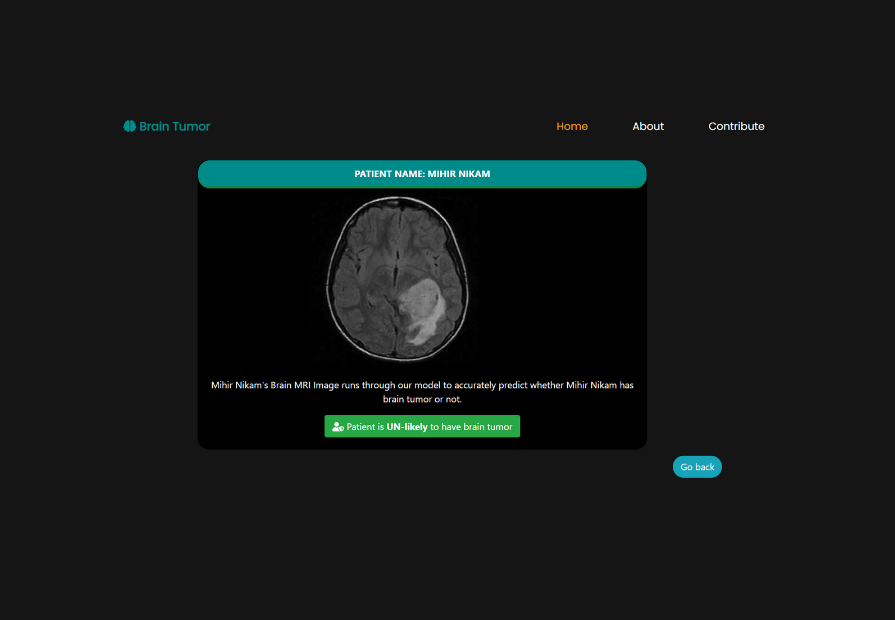 Brain Tumor
Home
About
Contribute
PATIENT NAME: MIHIR NIKAM
Mihir Nikam's Brain MRI Image runs through our model to accurately predict whether Mihir Nikam has
brain tumor or not.
Patient is UN-likely to have brain tumor
Go back